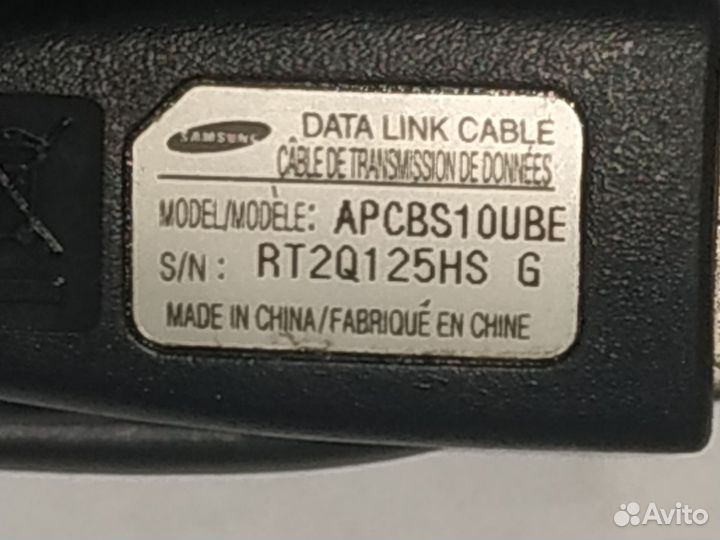 SAMSUNG DATA LINK CABLE
CÂBLE DE TRANSMISSION DE DONNÉES
MODEL/MODÈLE: APCBS10UBE
S/N: RT2Q125HS G
MADE IN CHINA/FABRIQUÉ EN CHINE
Avito